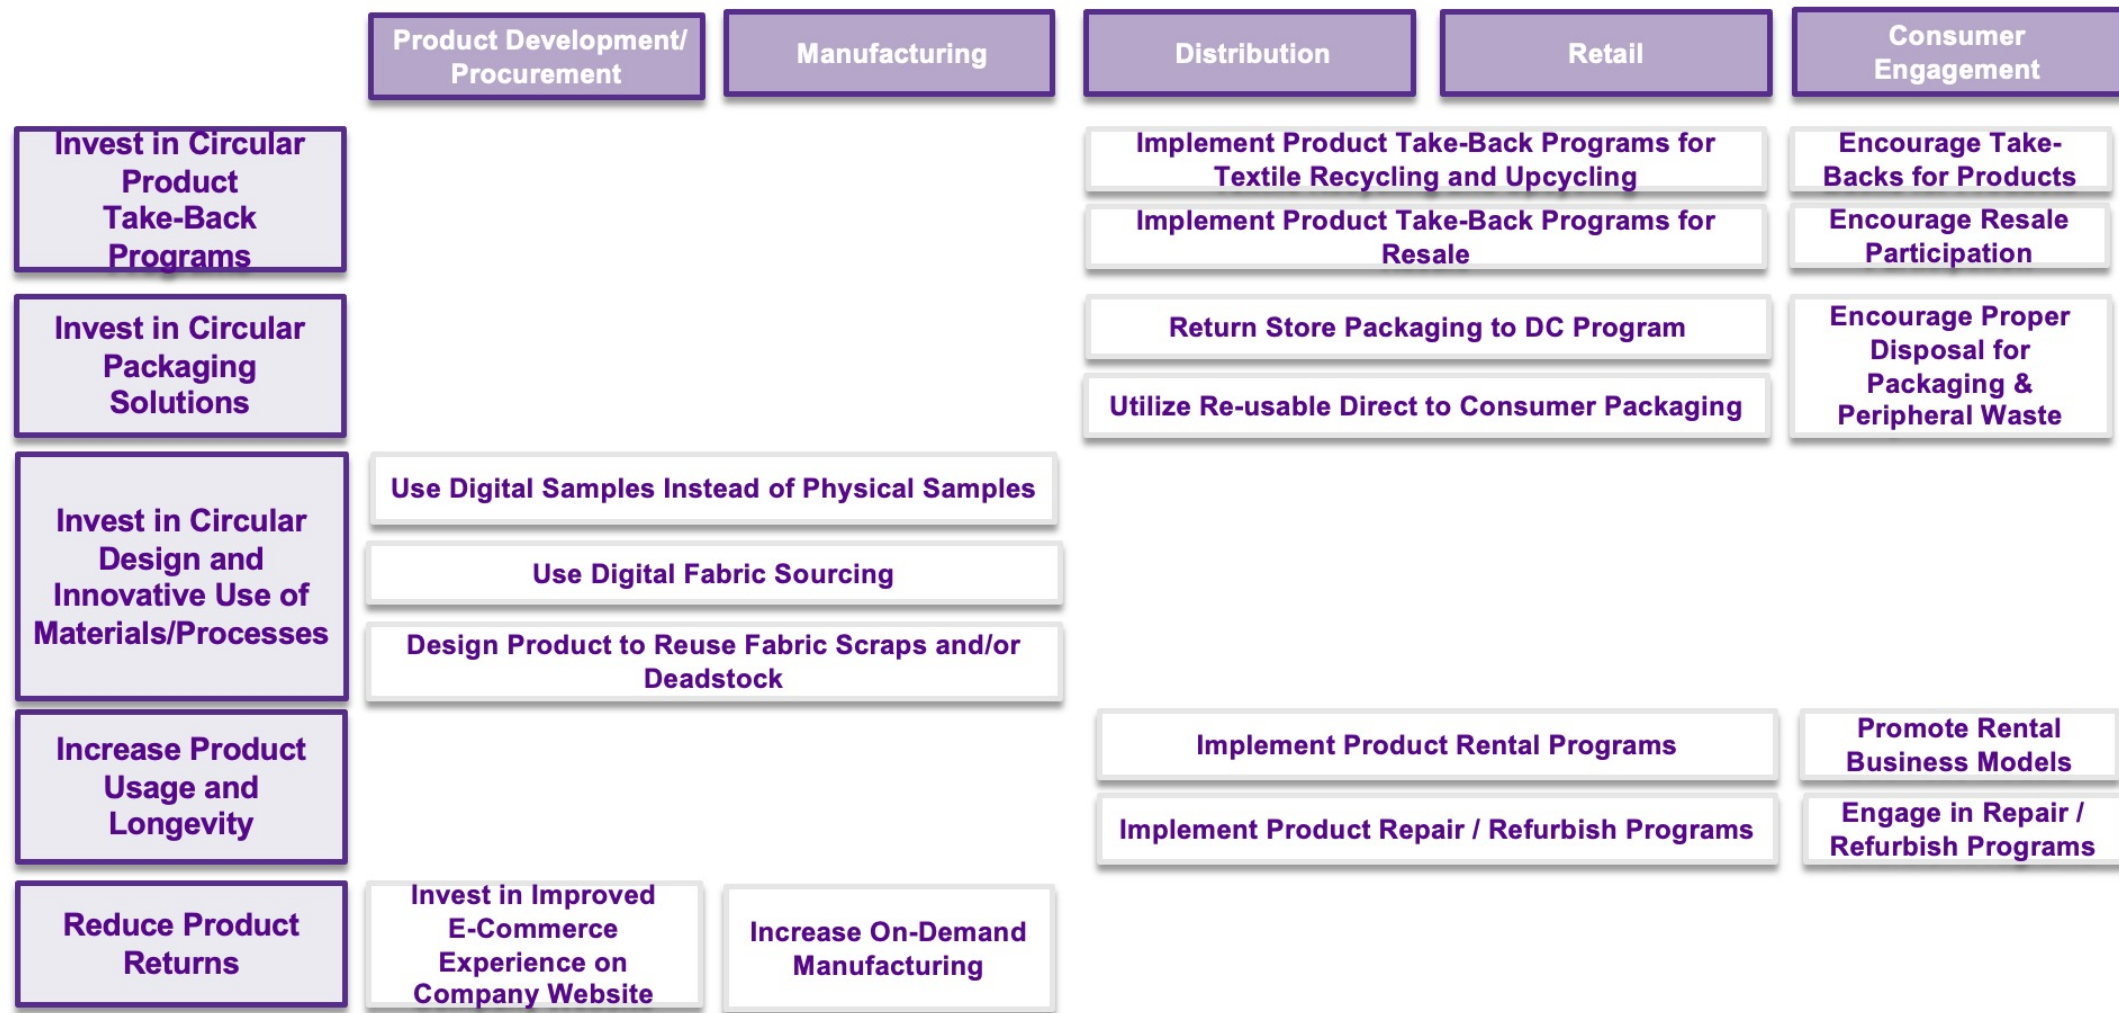 Product Development/
Procurement
Manufacturing
Distribution
Retail
Consumer
Engagement
Invest in Circular
Product
Take-Back
Programs
Implement Product Take-Back Programs for
Textile Recycling and Upcycling
Encourage Take-
Backs for Products
Implement Product Take-Back Programs for
Resale
Encourage Resale
Participation
Invest in Circular
Packaging
Solutions
Return Store Packaging to DC Program
Utilize Re-usable Direct to Consumer Packaging
Encourage Proper
Disposal for
Packaging &
Peripheral Waste
Invest in Circular
Design and
Innovative Use of
Materials/Processes
Use Digital Samples Instead of Physical Samples
Use Digital Fabric Sourcing
Design Product to Reuse Fabric Scraps and/or
Deadstock
Increase Product
Usage and
Longevity
Implement Product Rental Programs
Promote Rental
Business Models
Implement Product Repair / Refurbish Programs
Engage in Repair /
Refurbish Programs
Reduce Product
Returns
Invest in Improved
E-Commerce
Experience on
Company Website
Increase On-Demand
Manufacturing